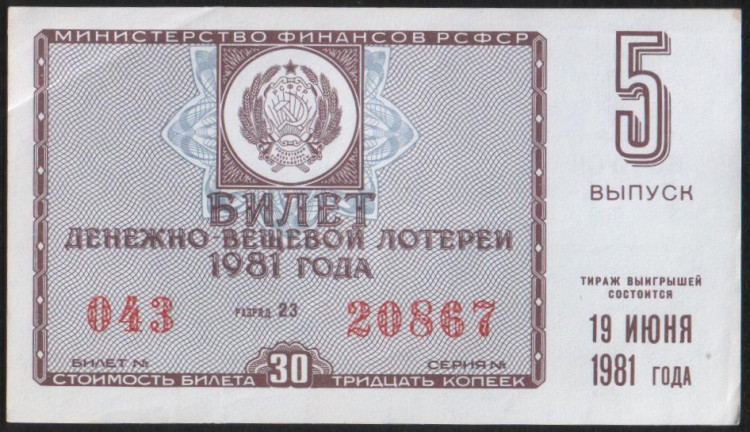 МИНИСТЕРСТВО ФИНАНСОВ РСФСР
РСФСР
БИЛЕТ
ДЕНЕЖНО-ВЕЩЕВОЙ ЛОТЕРЕИ
1981 ГОДА
043 РАЗРЯД 23 20867
БИЛЕТ № СЕРИЯ №
СТОИМОСТЬ БИЛЕТА 30 ТРИДЦАТЬ КОПЕЕК
5
ВЫПУСК
ТИРАЖ ВЫИГРЫШЕЙ
СОСТОИТСЯ
19 ИЮНЯ
1981 ГОДА